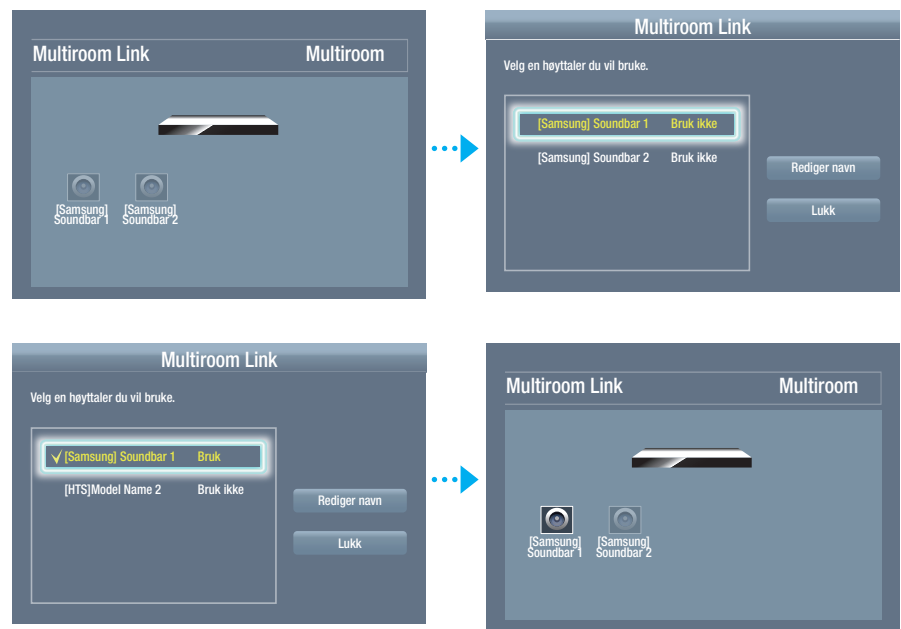 Multiroom Link Multiroom
[Samsung] [Samsung]
Soundbar 1 Soundbar 2
Multiroom Link
Velg en høyttaler du vil bruke.
[Samsung] Soundbar 1 Bruk ikke
[Samsung] Soundbar 2 Bruk ikke
Rediger navn
Lukk
Multiroom Link
Velg en høyttaler du vil bruke.
[Samsung] Soundbar 1 Bruk
[HTS]Model Name 2 Bruk ikke
Rediger navn
Lukk
Multiroom Link Multiroom
[Samsung] [Samsung]
Soundbar 1 Soundbar 2